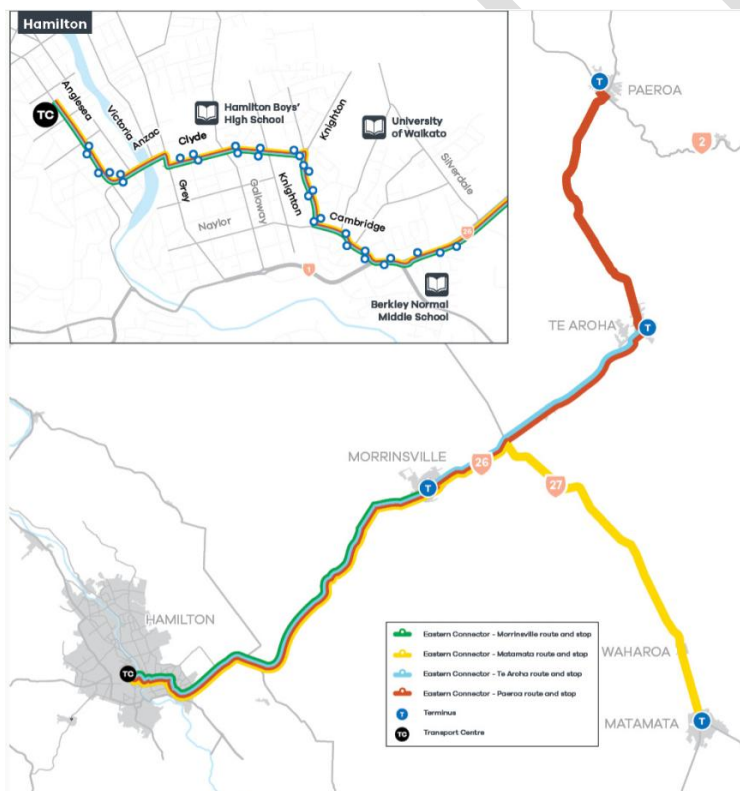 Hamilton
TC
Anglesea
Victoria
Anzac
Clyde
Hamilton Boys'
High School
Knighton
University
of Waikato
Silverdale
Grey
Galloway
Knighton
Naylor
Cambridge
26
1
Berkley Normal
Middle School
T
PAEROA
2
TE AROHA
T
MORRINSVILLE
26
T
27
HAMILTON
TC
Eastern Connector - Morrinsville route and stop
Eastern Connector - Matamata route and stop
Eastern Connector - Te Aroha route and stop
Eastern Connector - Paeroa route and stop
T Terminus
TC Transport Centre
WAHAROA
MATAMATA
T